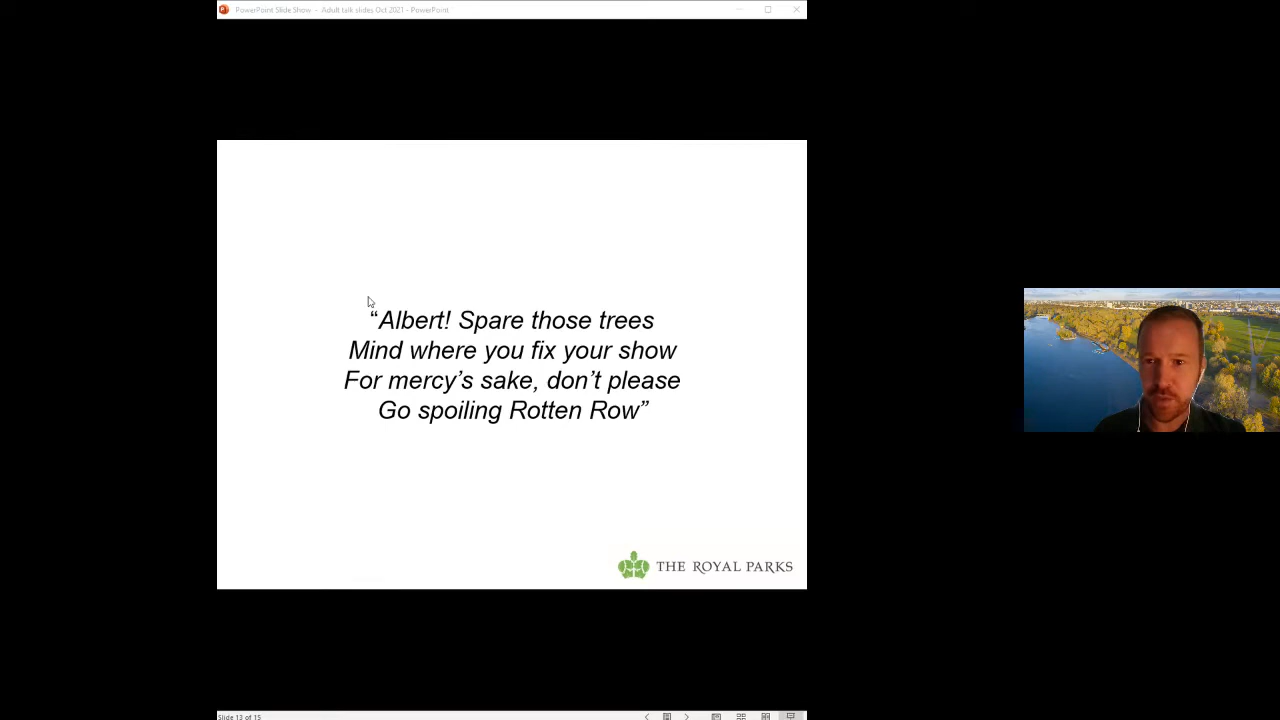 PowerPoint Slide Show - Adult talk slides Oct 2021 - PowerPoint
“Albert! Spare those trees
Mind where you fix your show
For mercy’s sake, don’t please
Go spoiling Rotten Row”
THE ROYAL PARKS
Slide 13 of 15